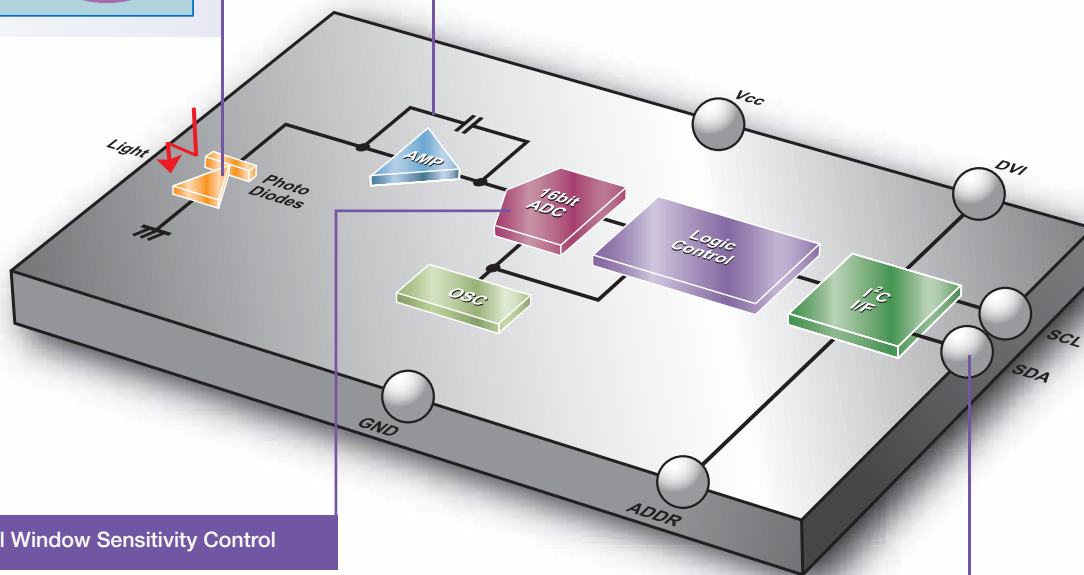 Vcc
Light
AMP
DVI
Photo
Diodes
16bit
ADC
Logic
Control
OSC
I²C
I/F
SCL
SDA
GND
ADDR
Window Sensitivity Control